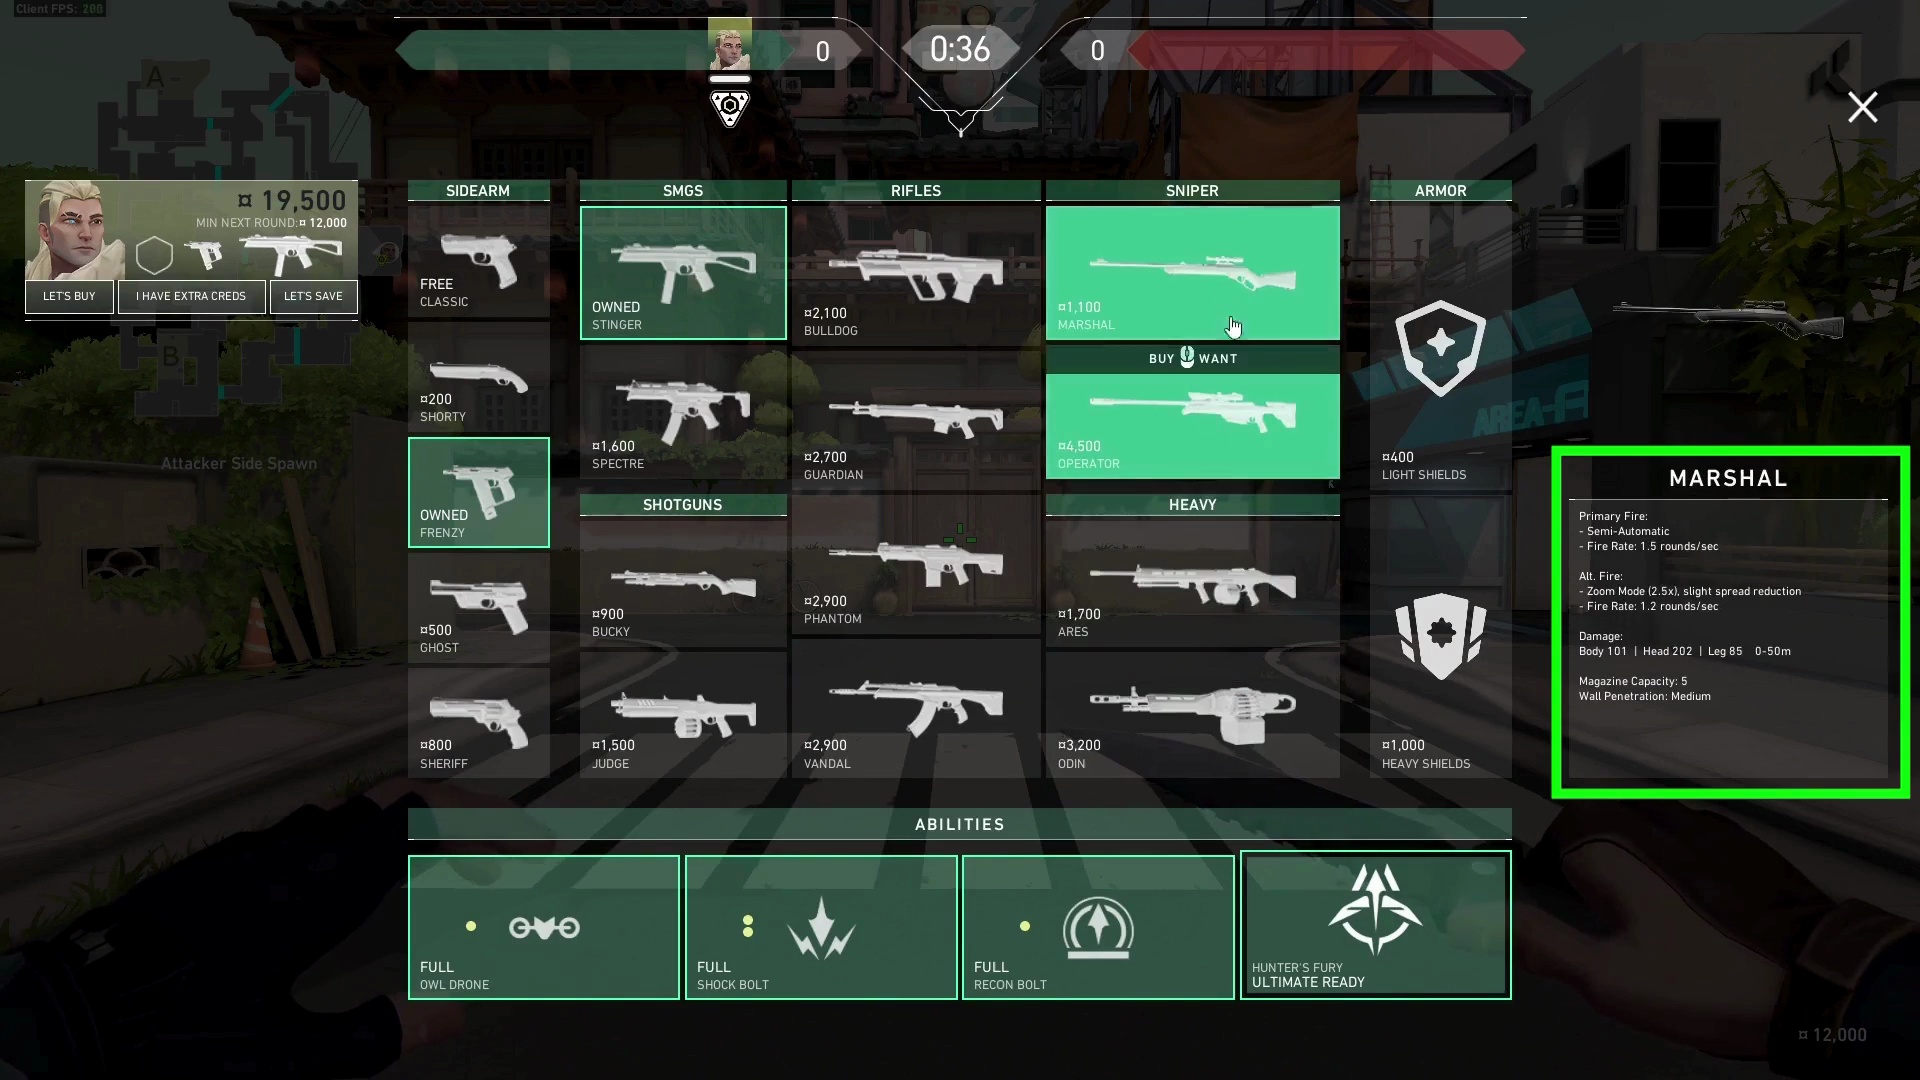 Client FPS: 200
0
0:36
0
A
B
Attacker Side Spawn
¤ 19,500
MIN NEXT ROUND:¤ 12,000
LET'S BUY
I HAVE EXTRA CREDS
LET'S SAVE
SIDEARM
FREE
CLASSIC
¤200
SHORTY
OWNED
FRENZY
¤500
GHOST
¤800
SHERIFF
SMGS
OWNED
STINGER
¤1,600
SPECTRE
SHOTGUNS
¤900
BUCKY
¤1,500
JUDGE
RIFLES
¤2,100
BULLDOG
¤2,700
GUARDIAN
¤2,900
PHANTOM
¤2,900
VANDAL
SNIPER
¤1,100
MARSHAL
BUY WANT
¤4,500
OPERATOR
HEAVY
¤1,700
ARES
¤3,200
ODIN
ARMOR
¤400
LIGHT SHIELDS
¤1,000
HEAVY SHIELDS
AREA-A
MARSHAL
Primary Fire:
- Semi-Automatic
- Fire Rate: 1.5 rounds/sec
Alt. Fire:
- Zoom Mode (2.5x), slight spread reduction
- Fire Rate: 1.2 rounds/sec
Damage:
Body 101 | Head 202 | Leg 85 0-50m
Magazine Capacity: 5
Wall Penetration: Medium
ABILITIES
FULL
OWL DRONE
FULL
SHOCK BOLT
FULL
RECON BOLT
HUNTER'S FURY
ULTIMATE READY
¤ 12,000